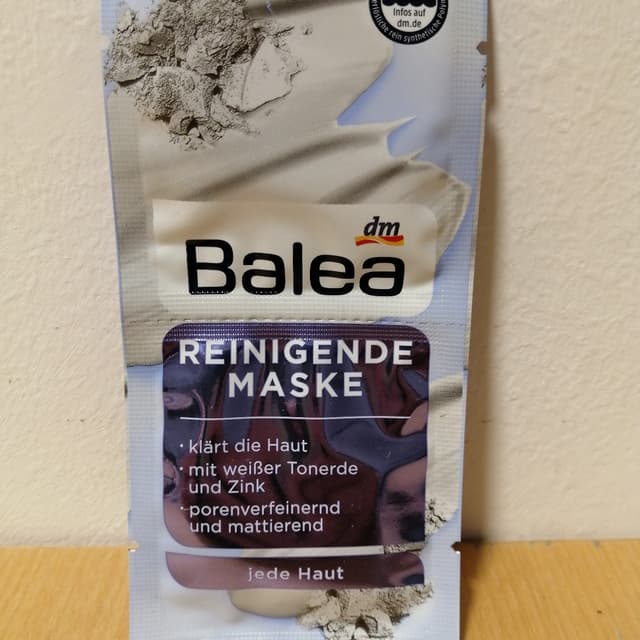 Infos auf
dm.de
dm
Balea
REINIGENDE
MASKE
· klärt die Haut
· mit weißer Tonerde
und Zink
· porenverfeinernd
und mattierend
jede Haut